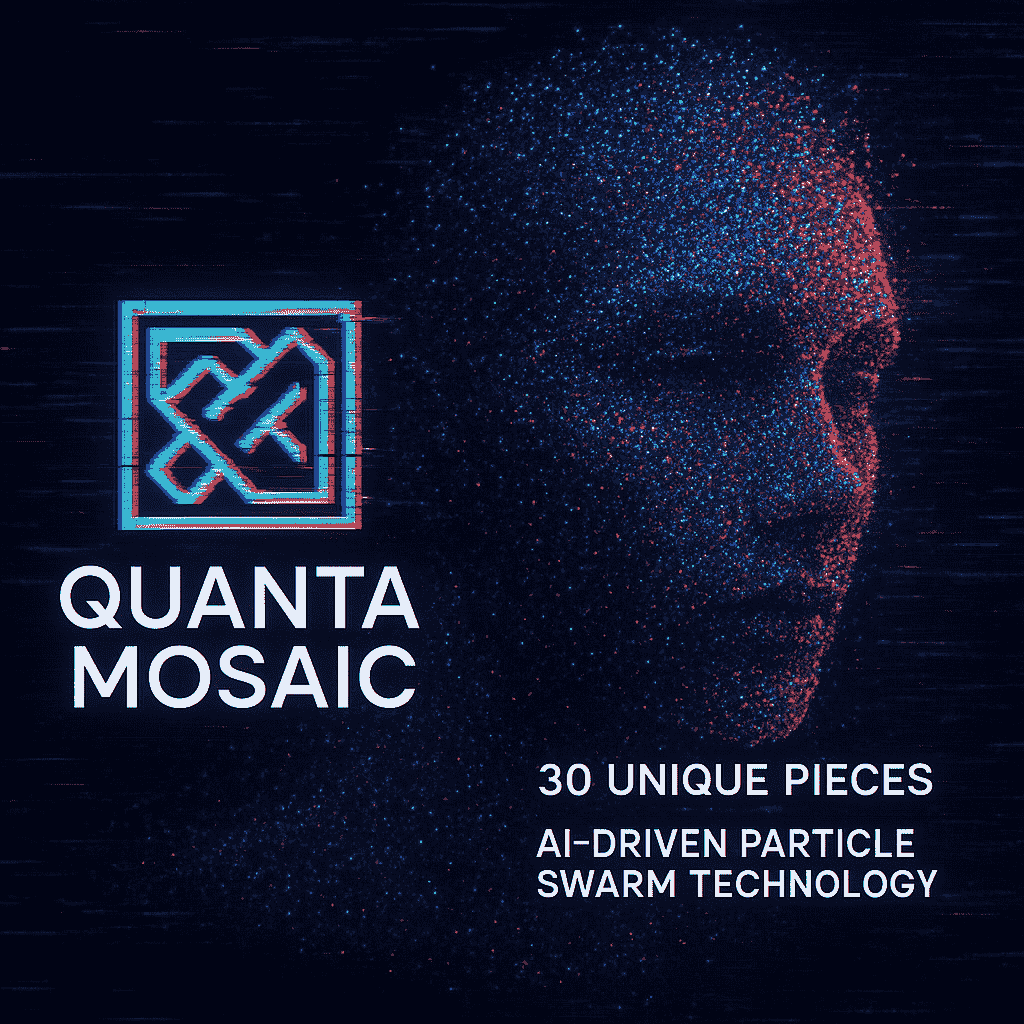 QUANTA
MOSAIC
30 UNIQUE PIECES
AI-DRIVEN PARTICLE
SWARM TECHNOLOGY